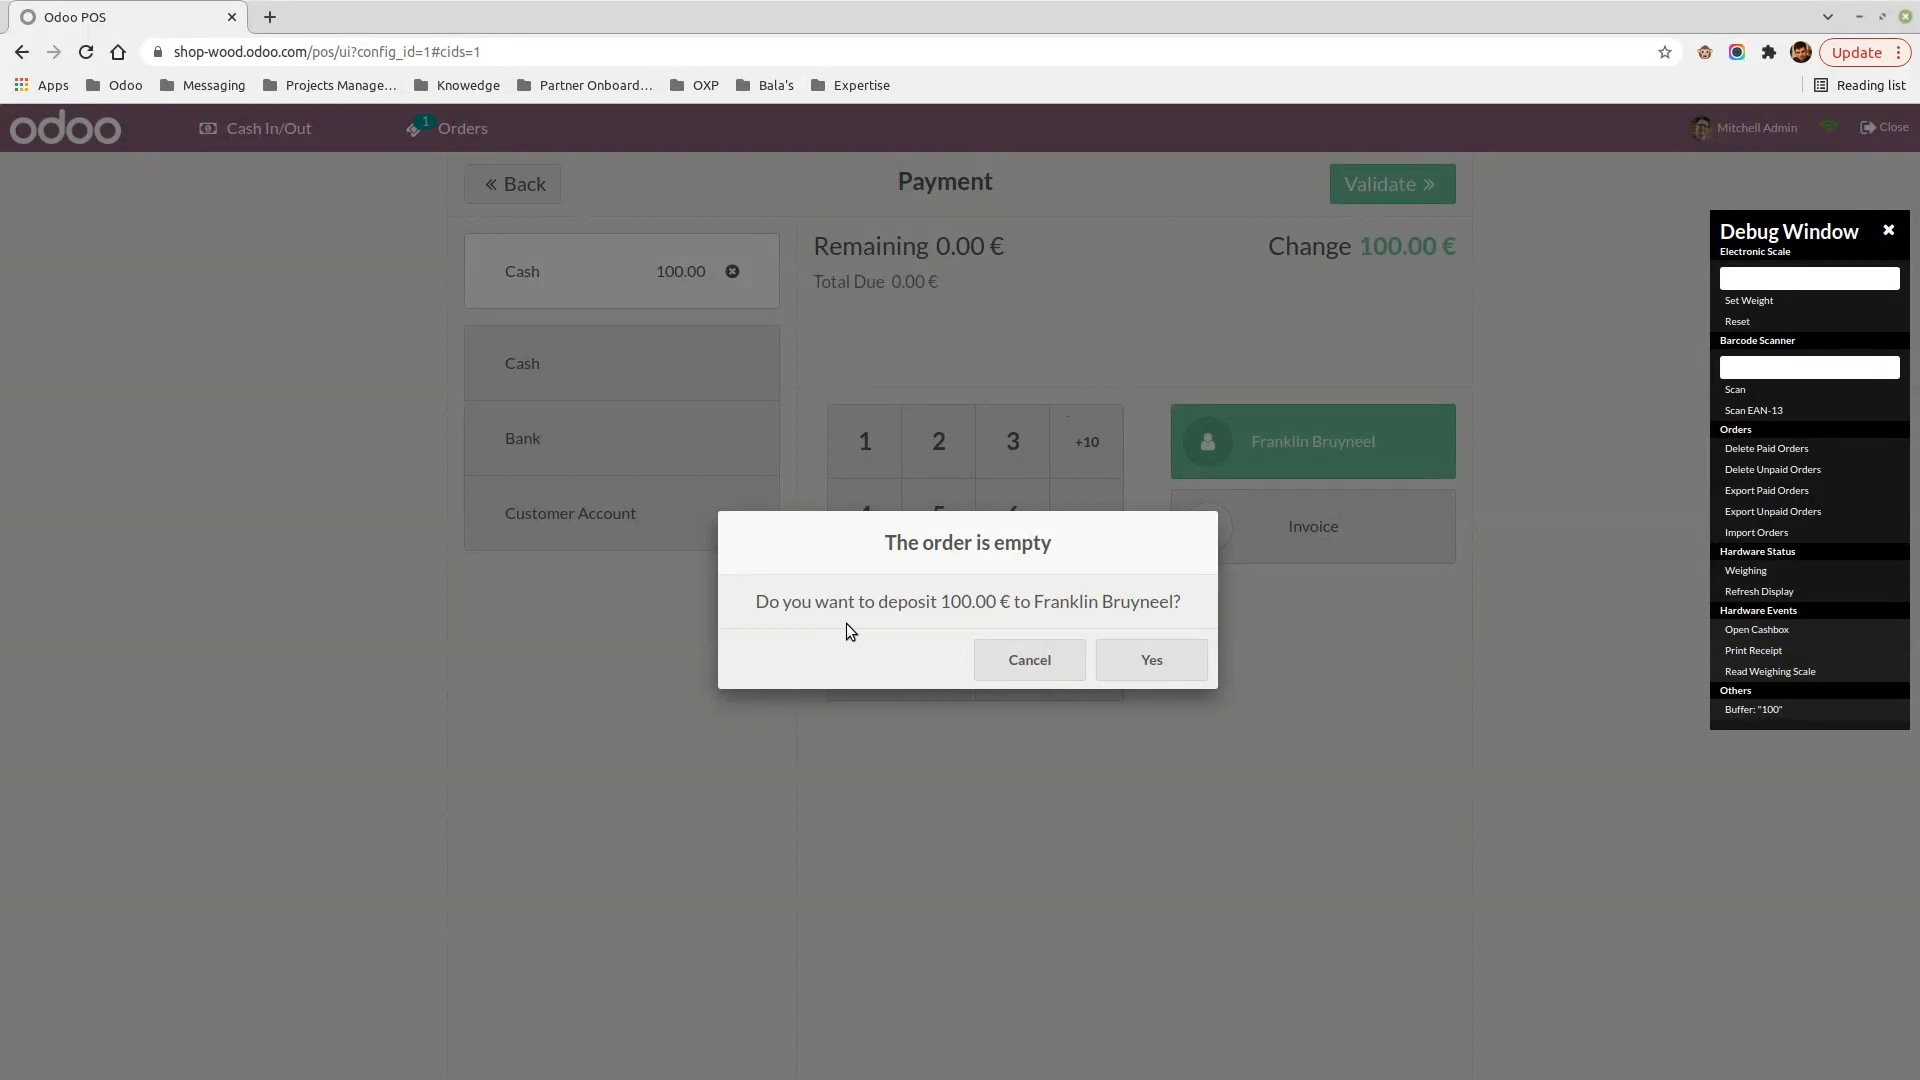 Odoo POS
shop-wood.odoo.com/pos/ui?config_id=1#cids=1
Update
Apps
Odoo
Messaging
Projects Manage...
Knowedge
Partner Onboard...
OXP
Bala's
Expertise
Reading list
odoo
Cash In/Out
1
Orders
Mitchell Admin
Close
« Back
Payment
Validate »
Cash 100.00
Remaining 0.00 €
Change 100.00 €
Total Due 0.00 €
Cash
Bank
Customer Account
1 2 3 +10
Franklin Bruyneel
Invoice
The order is empty
Do you want to deposit 100.00 € to Franklin Bruyneel?
Cancel
Yes
Debug Window
Electronic Scale
Set Weight
Reset
Barcode Scanner
Scan
Scan EAN-13
Orders
Delete Paid Orders
Delete Unpaid Orders
Export Paid Orders
Export Unpaid Orders
Import Orders
Hardware Status
Weighing
Refresh Display
Hardware Events
Open Cashbox
Print Receipt
Read Weighing Scale
Others
Buffer: "100"